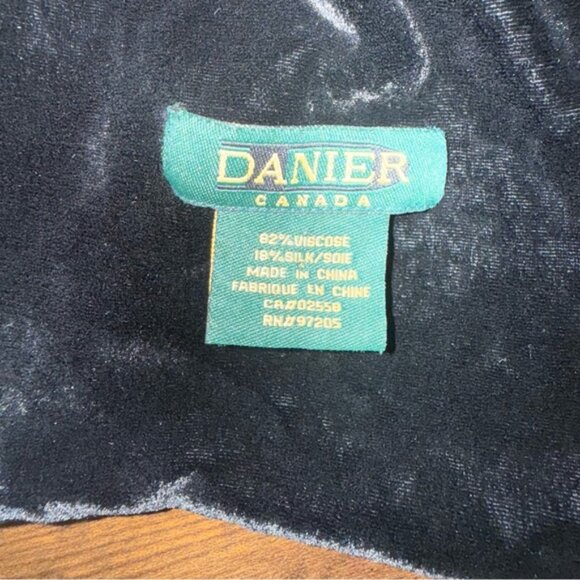 DANIER
CANADA
82% VISCOSE
18% SILK/SOIE
MADE IN CHINA
FABRIQUE EN CHINE
CA#02558
RN#97205